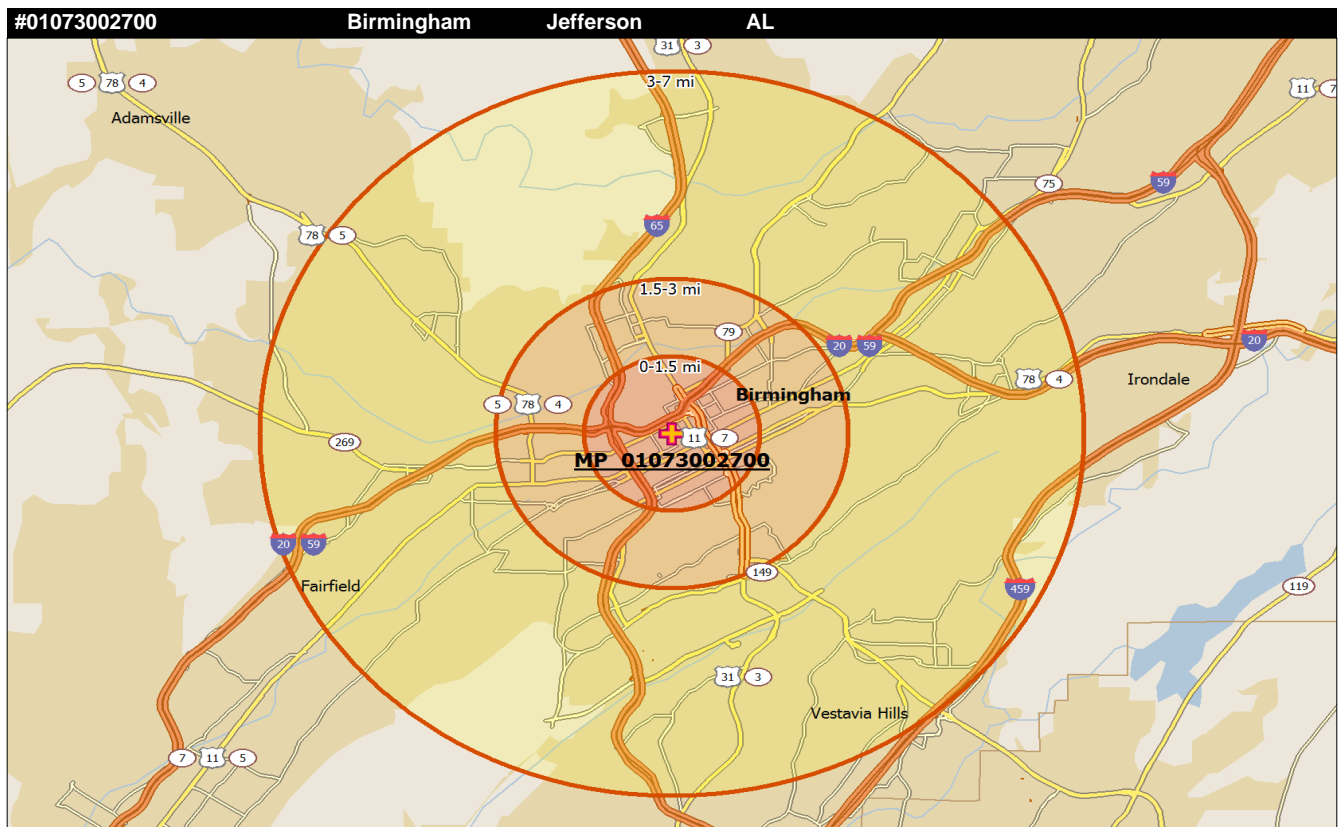 #01073002700 Birmingham Jefferson AL
31 3
3-7 mi
5 78 4
11 7
Adamsville
59
75
65
78 5
1.5-3 mi
79
20 59
20
0-1.5 mi
78 4
Irondale
Birmingham
5 78 4
269
11 7
MP 01073002700
20 59
149
459
119
Fairfield
31 3
Vestavia Hills
7 11 5